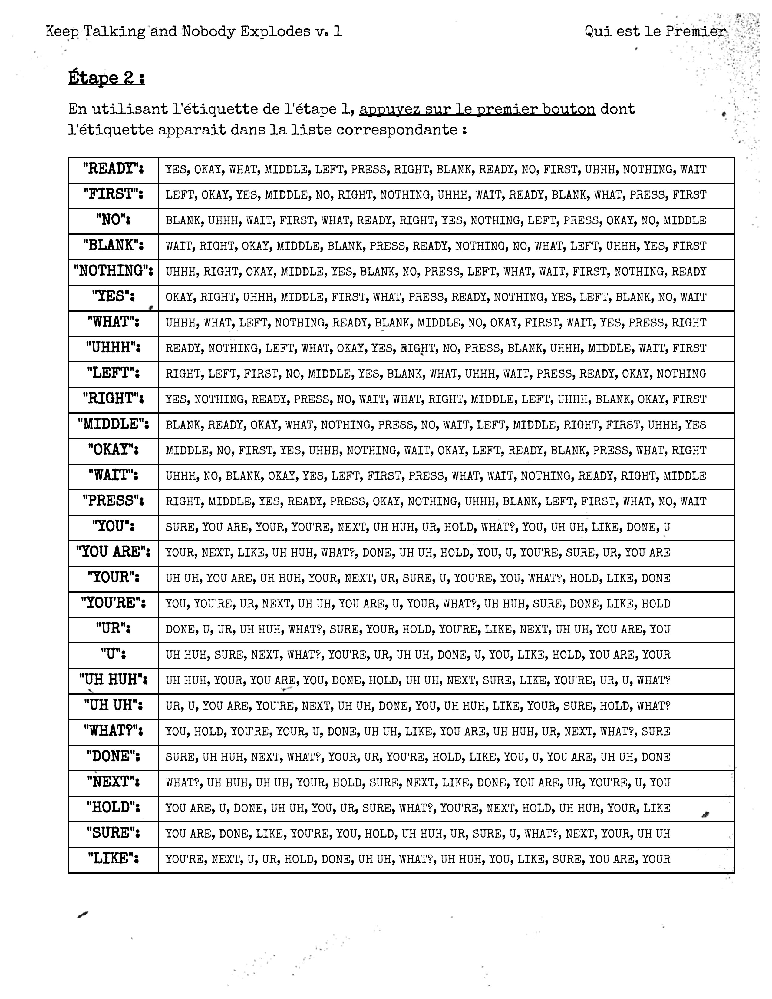 Keep Talking and Nobody Explodes v. 1
Qui est le Premier
Étape 2 :
En utilisant l'étiquette de l'étape 1, appuyez sur le premier bouton dont
l'étiquette apparait dans la liste correspondante :
"READY": YES, OKAY, WHAT, MIDDLE, LEFT, PRESS, RIGHT, BLANK, READY, NO, FIRST, UHHH, NOTHING, WAIT
"FIRST": LEFT, OKAY, YES, MIDDLE, NO, RIGHT, NOTHING, UHHH, WAIT, READY, BLANK, WHAT, PRESS, FIRST
"NO": BLANK, UHHH, WAIT, FIRST, WHAT, READY, RIGHT, YES, NOTHING, LEFT, PRESS, OKAY, NO, MIDDLE
"BLANK": WAIT, RIGHT, OKAY, MIDDLE, BLANK, PRESS, READY, NOTHING, NO, WHAT, LEFT, UHHH, YES, FIRST
"NOTHING": UHHH, RIGHT, OKAY, MIDDLE, YES, BLANK, NO, PRESS, LEFT, WHAT, WAIT, FIRST, NOTHING, READY
"YES": OKAY, RIGHT, UHHH, MIDDLE, FIRST, WHAT, PRESS, READY, NOTHING, YES, LEFT, BLANK, NO, WAIT
"WHAT": UHHH, WHAT, LEFT, NOTHING, READY, BLANK, MIDDLE, NO, OKAY, FIRST, WAIT, YES, PRESS, RIGHT
"UHHH": READY, NOTHING, LEFT, WHAT, OKAY, YES, RIGHT, NO, PRESS, BLANK, UHHH, MIDDLE, WAIT, FIRST
"LEFT": RIGHT, LEFT, FIRST, NO, MIDDLE, YES, BLANK, WHAT, UHHH, WAIT, PRESS, READY, OKAY, NOTHING
"RIGHT": YES, NOTHING, READY, PRESS, NO, WAIT, WHAT, RIGHT, MIDDLE, LEFT, UHHH, BLANK, OKAY, FIRST
"MIDDLE": BLANK, READY, OKAY, WHAT, NOTHING, PRESS, NO, WAIT, LEFT, MIDDLE, RIGHT, FIRST, UHHH, YES
"OKAY": MIDDLE, NO, FIRST, YES, UHHH, NOTHING, WAIT, OKAY, LEFT, READY, BLANK, PRESS, WHAT, RIGHT
"WAIT": UHHH, NO, BLANK, OKAY, YES, LEFT, FIRST, PRESS, WHAT, WAIT, NOTHING, READY, RIGHT, MIDDLE
"PRESS": RIGHT, MIDDLE, YES, READY, PRESS, OKAY, NOTHING, UHHH, BLANK, LEFT, FIRST, WHAT, NO, WAIT
"YOU": SURE, YOU ARE, YOUR, YOU'RE, NEXT, UH HUH, UR, HOLD, WHAT?, YOU, UH UH, LIKE, DONE, U
"YOU ARE": YOUR, NEXT, LIKE, UH HUH, WHAT?, DONE, UH UH, HOLD, YOU, U, YOU'RE, SURE, UR, YOU ARE
"YOUR": UH UH, YOU ARE, UH HUH, YOUR, NEXT, UR, SURE, U, YOU'RE, YOU, WHAT?, HOLD, LIKE, DONE
"YOU'RE": YOU, YOU'RE, UR, NEXT, UH UH, YOU ARE, U, YOUR, WHAT?, UH HUH, SURE, DONE, LIKE, HOLD
"UR": DONE, U, UR, UH HUH, WHAT?, SURE, YOUR, HOLD, YOU'RE, LIKE, NEXT, UH UH, YOU ARE, YOU
"U": UH HUH, SURE, NEXT, WHAT?, YOU'RE, UR, UH UH, DONE, U, YOU, LIKE, HOLD, YOU ARE, YOUR
"UH HUH": UH HUH, YOUR, YOU ARE, YOU, DONE, HOLD, UH UH, NEXT, SURE, LIKE, YOU'RE, UR, U, WHAT?
"UH UH": UR, U, YOU ARE, YOU'RE, NEXT, UH UH, DONE, YOU, UH HUH, LIKE, YOUR, SURE, HOLD, WHAT?
"WHAT?": YOU, HOLD, YOU'RE, YOUR, U, DONE, UH UH, LIKE, YOU ARE, UH HUH, UR, NEXT, WHAT?, SURE
"DONE": SURE, UH HUH, NEXT, WHAT?, YOUR, UR, YOU'RE, HOLD, LIKE, YOU, U, YOU ARE, UH UH, DONE
"NEXT": WHAT?, UH HUH, UH UH, YOUR, HOLD, SURE, NEXT, LIKE, DONE, YOU ARE, UR, YOU'RE, U, YOU
"HOLD": YOU ARE, U, DONE, UH UH, YOU, UR, SURE, WHAT?, YOU'RE, NEXT, HOLD, UH HUH, YOUR, LIKE
"SURE": YOU ARE, DONE, LIKE, YOU'RE, YOU, HOLD, UH HUH, UR, SURE, U, WHAT?, NEXT, YOUR, UH UH
"LIKE": YOU'RE, NEXT, U, UR, HOLD, DONE, UH UH, WHAT?, UH HUH, YOU, LIKE, SURE, YOU ARE, YOUR